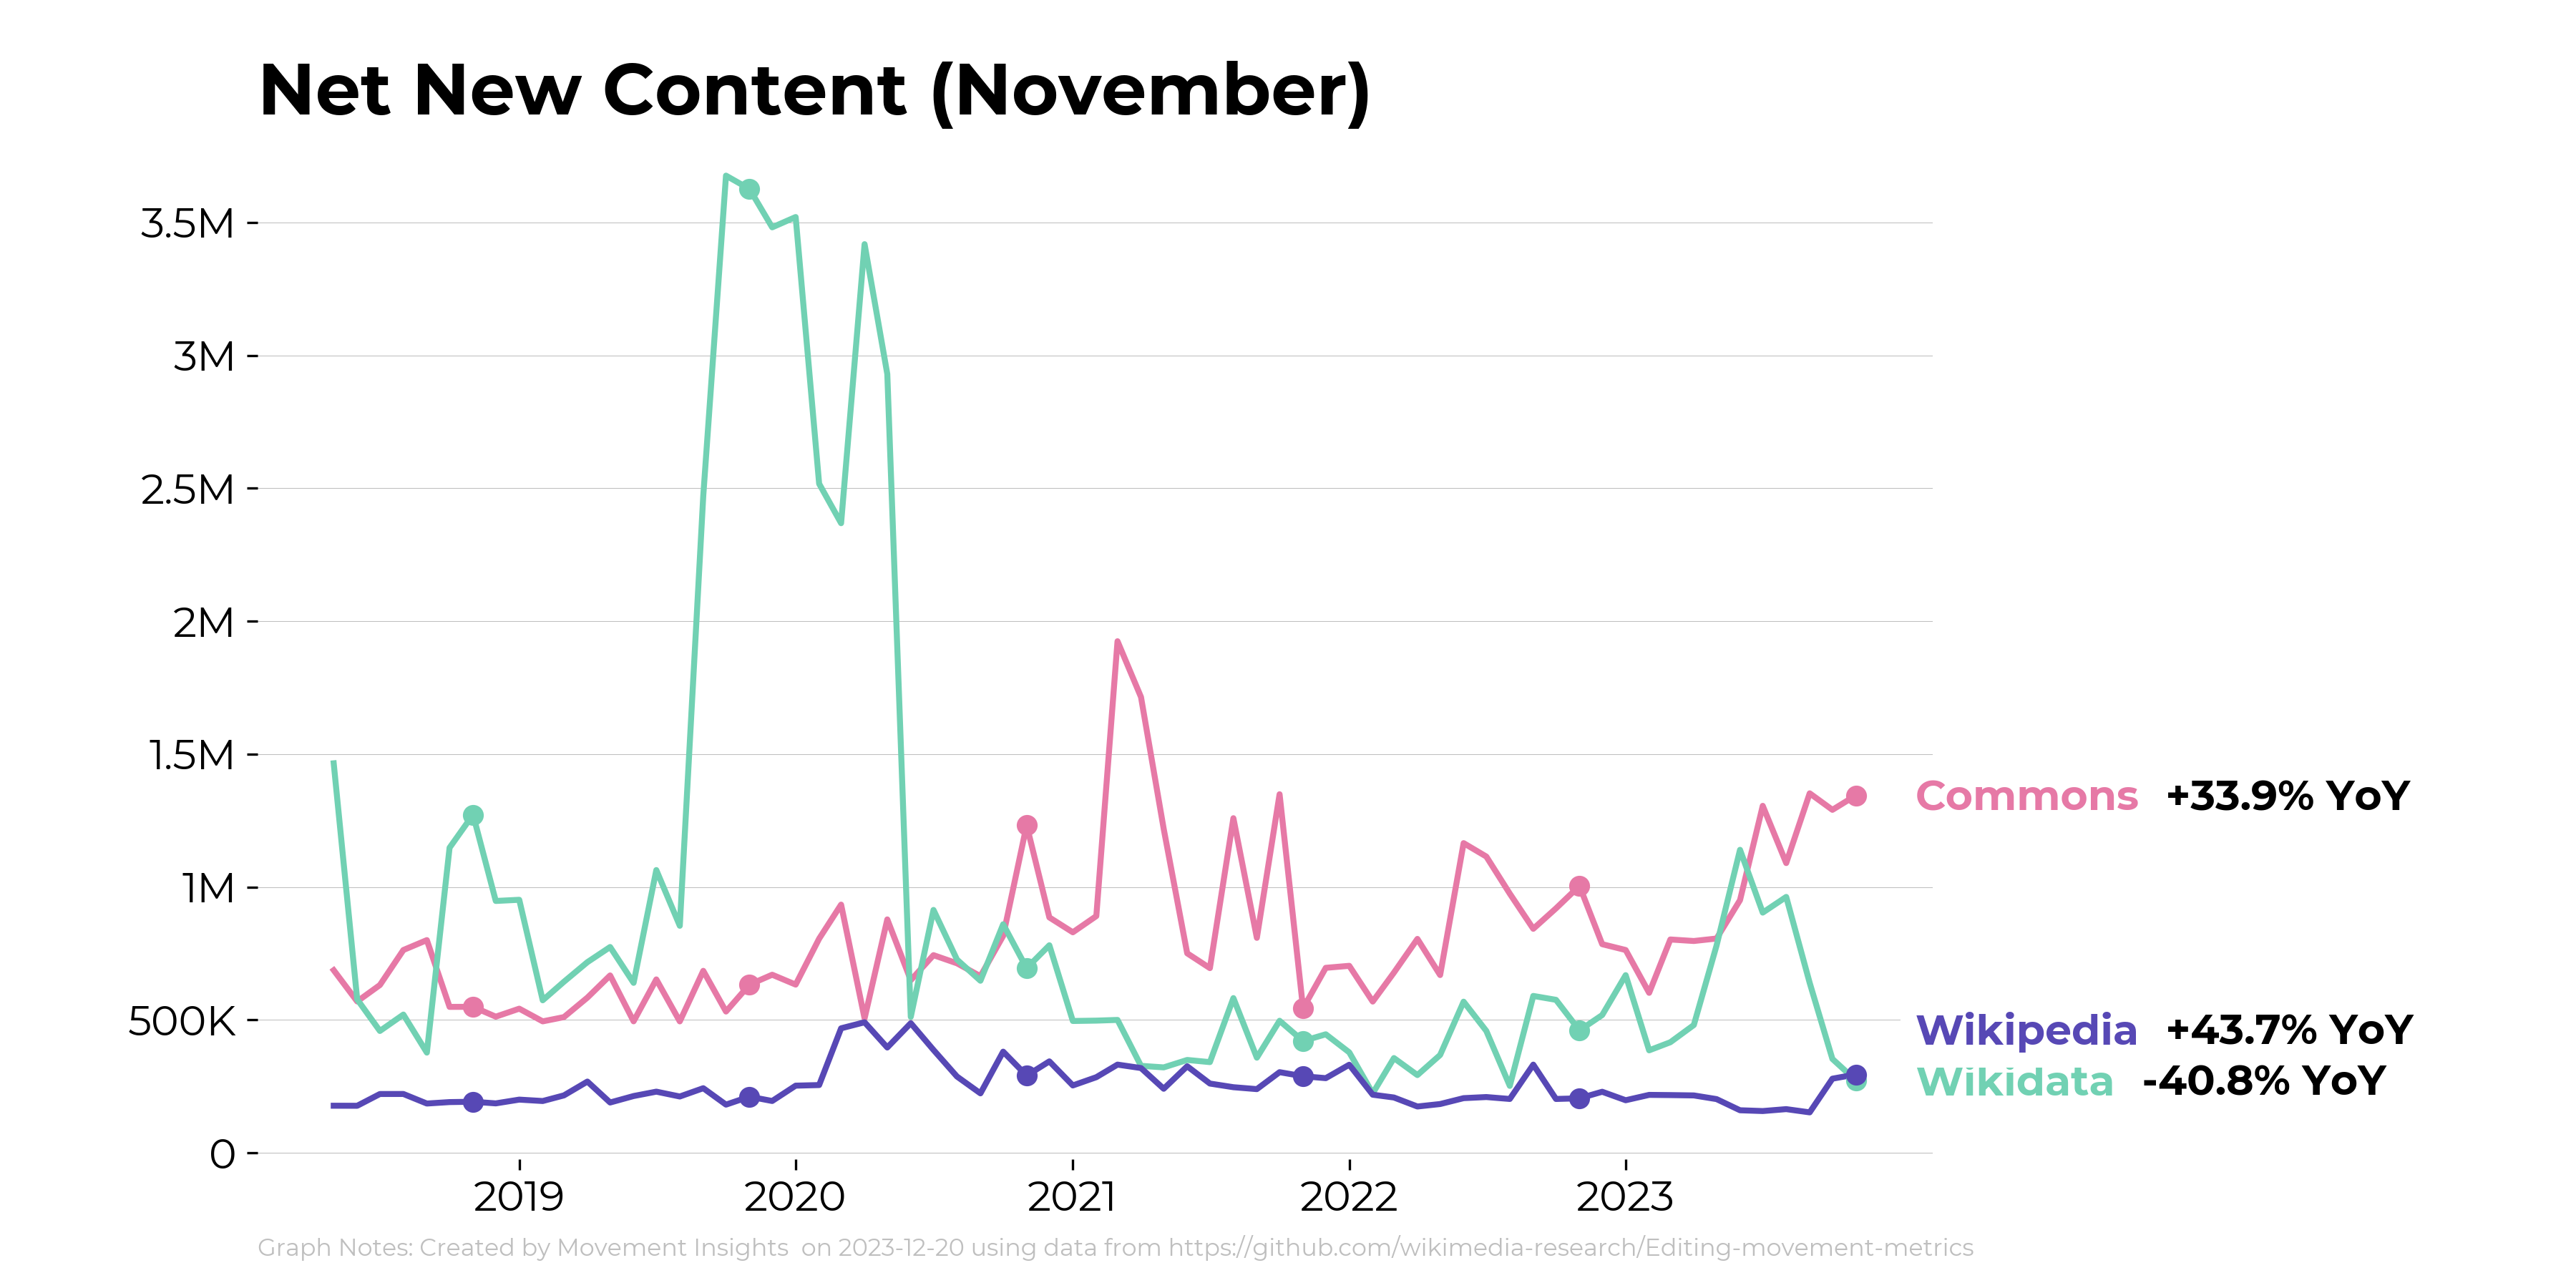 Net New Content (November)
3.5M
3M
2.5M
2M
1.5M
Commons +33.9% YoY
1M
500K
Wikipedia +43.7% YoY
Wikidata -40.8% YoY
0
2019 2020 2021 2022 2023
Graph Notes: Created by Movement Insights on 2023-12-20 using data from https://github.com/wikimedia-research/Editing-movement-metrics